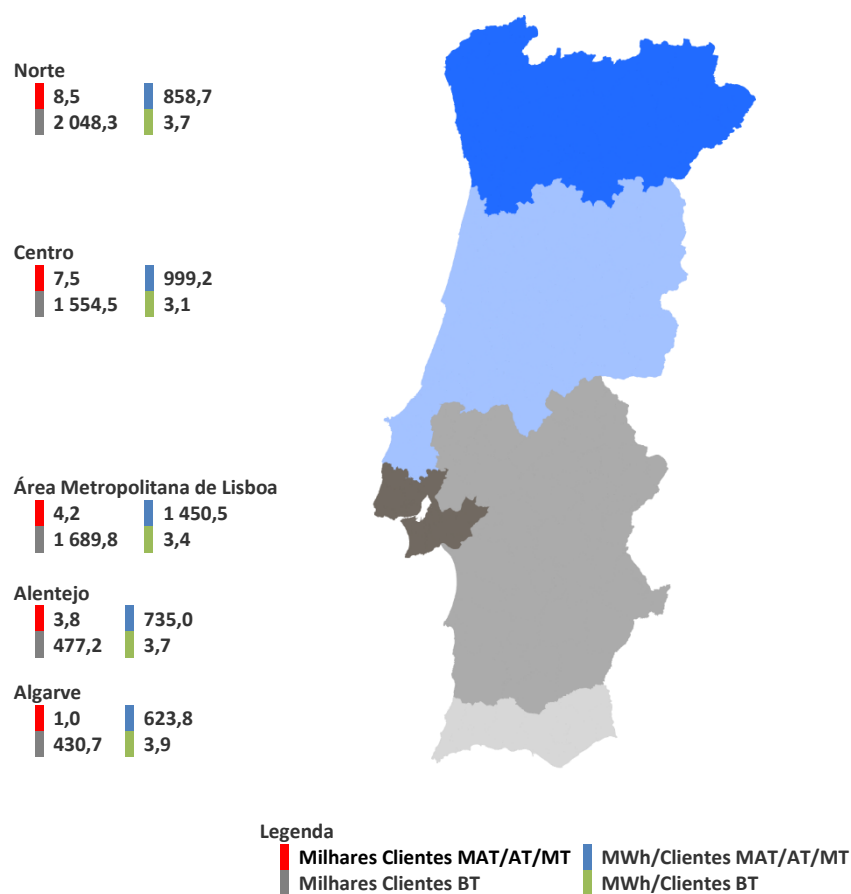 Norte
8,5 858,7
2 048,3 3,7
Centro
7,5 999,2
1 554,5 3,1
Área Metropolitana de Lisboa
4,2 1 450,5
1 689,8 3,4
Alentejo
3,8 735,0
477,2 3,7
Algarve
1,0 623,8
430,7 3,9
Legenda
Milhares Clientes MAT/AT/MT MWh/Clientes MAT/AT/MT
Milhares Clientes BT MWh/Clientes BT